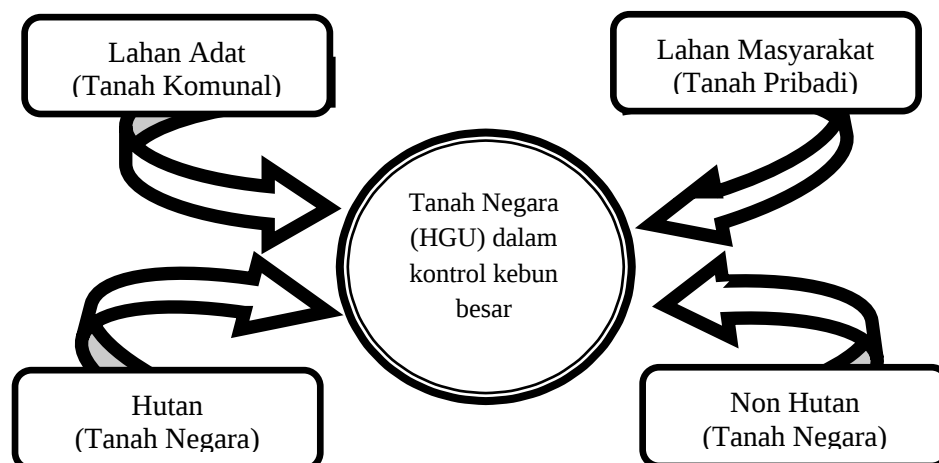 Lahan Adat
(Tanah Komunal)
Lahan Masyarakat
(Tanah Pribadi)
Tanah Negara
(HGU) dalam
kontrol kebun
besar
Hutan
(Tanah Negara)
Non Hutan
(Tanah Negara)